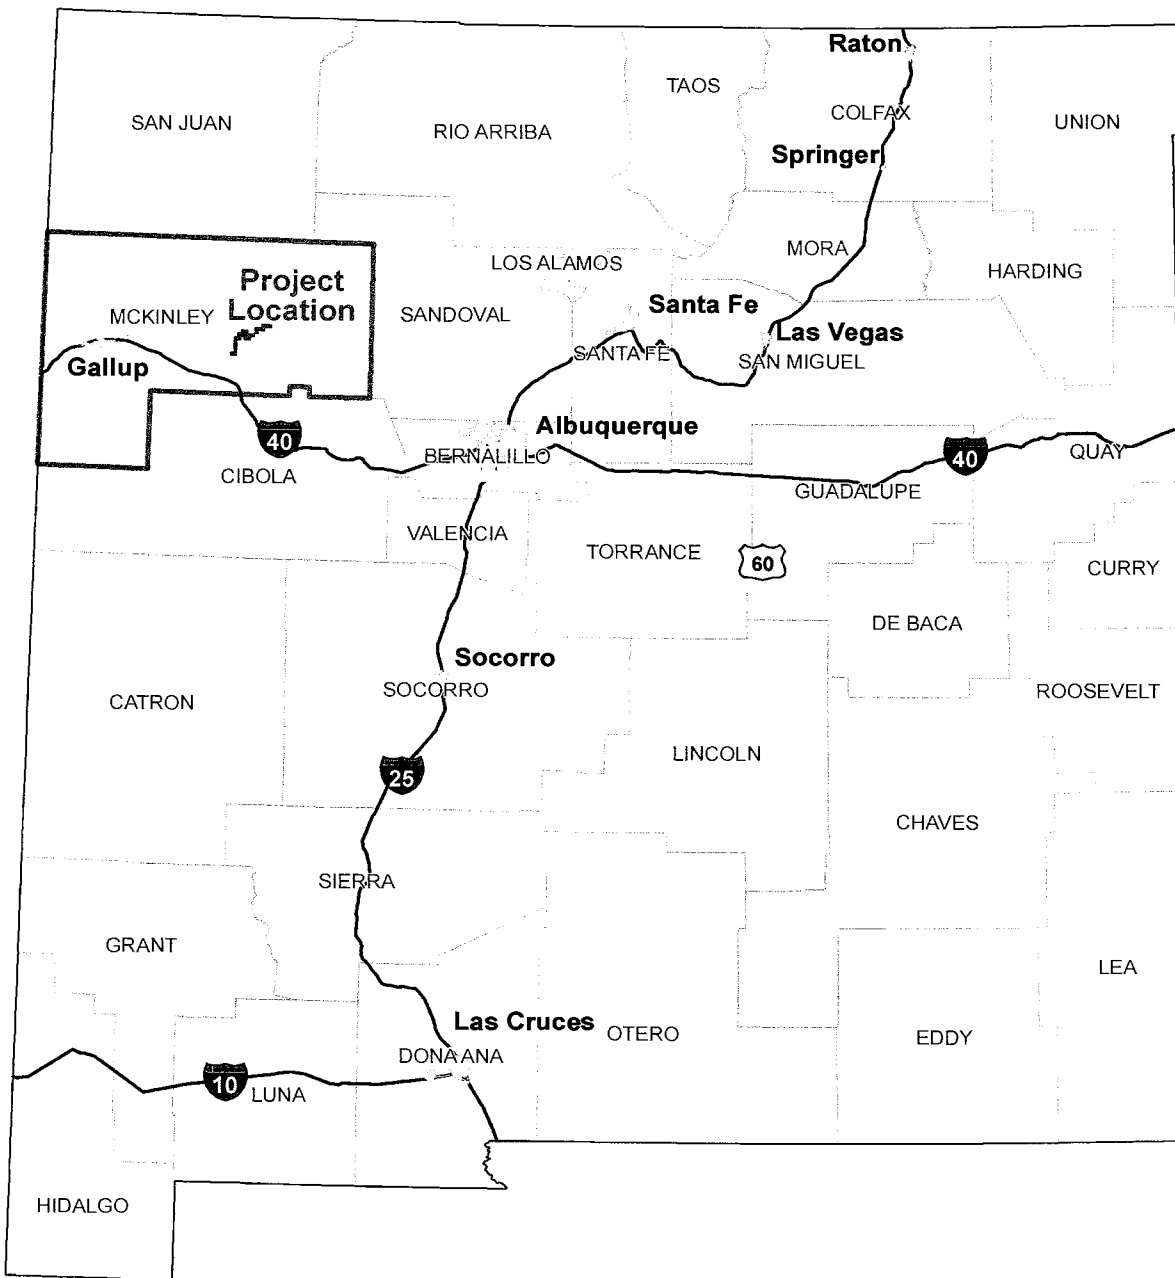 Raton
TAOS
COLFAX
SAN JUAN
RIO ARRIBA
UNION
Springer
MORA
LOS ALAMOS
HARDING
Project
Location
MCKINLEY
SANDOVAL
Santa Fe
Las Vegas
SANTA FE
SAN MIGUEL
Gallup
Albuquerque
40
BERNALILLO
40
QUAY
CIBOLA
GUADALUPE
VALENCIA
TORRANCE
60
CURRY
DE BACA
Socorro
SOCORRO
ROOSEVELT
CATRON
LINCOLN
25
CHAVES
SIERRA
GRANT
LEA
Las Cruces
OTERO
EDDY
DONA ANA
10
LUNA
HIDALGO